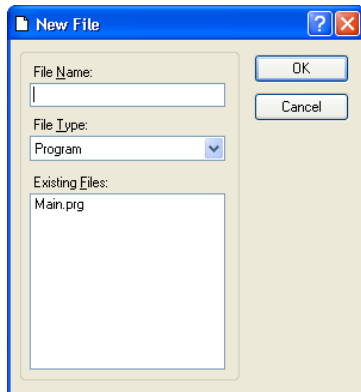 New File
File Name:
OK
Cancel
File Type:
Program
Existing Files:
Main.prg